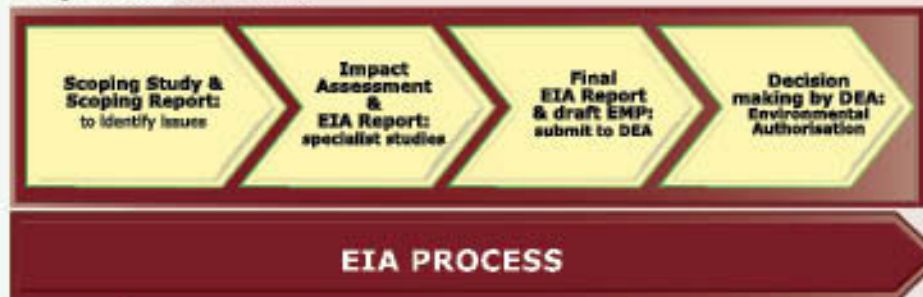 Scoping Study &
Scoping Report:
to identify issues
Impact
Assessment
&
EIA Report:
specialist studies
Final
EIA Report
& draft EMP:
submit to DEA
Decision
making by DEA:
Environmental
Authorisation
EIA PROCESS